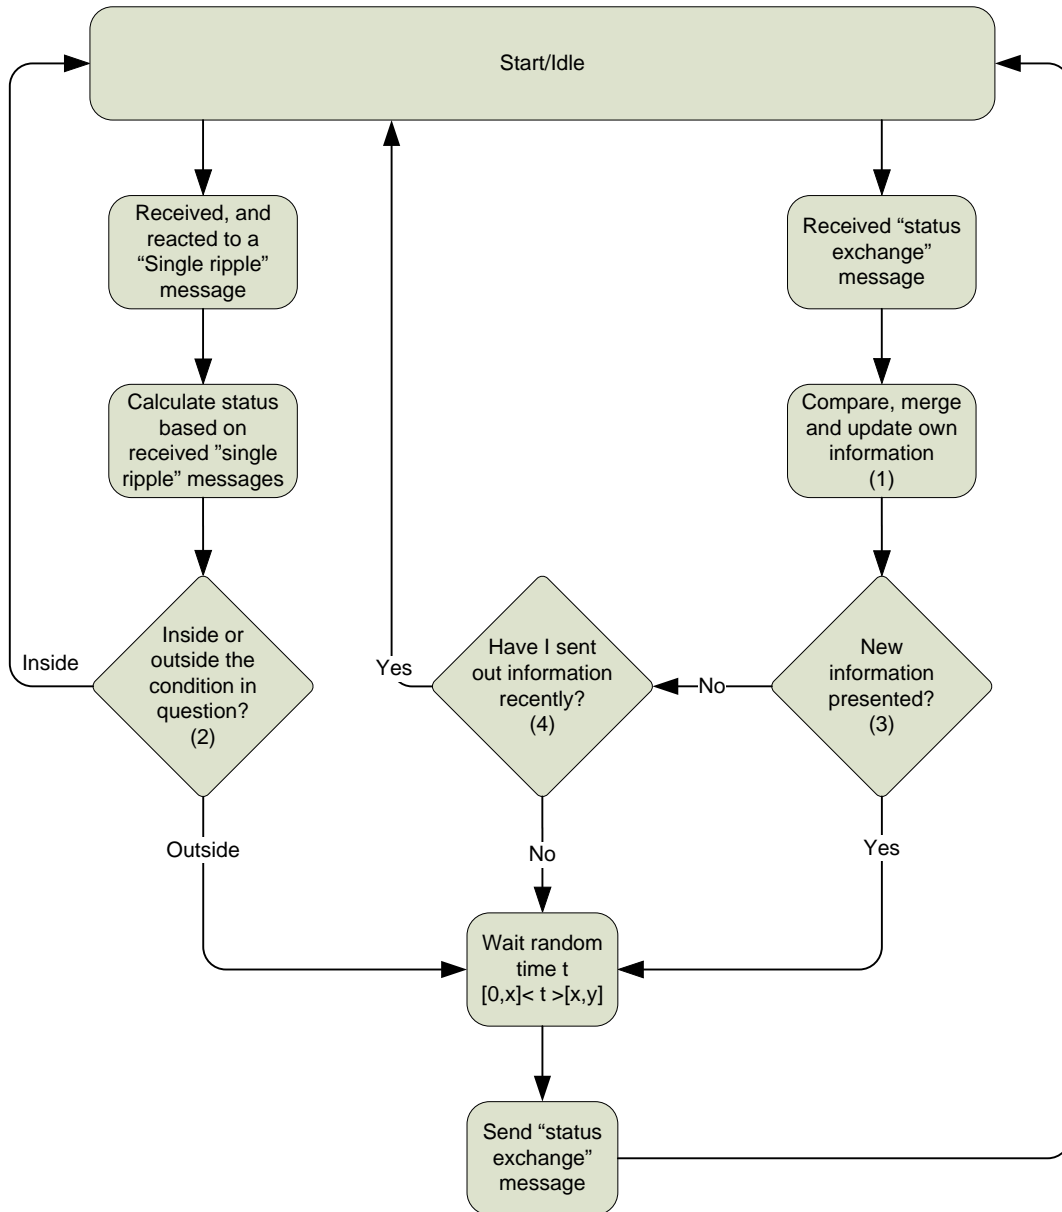 Start/Idle
Received, and
reacted to a
“Single ripple”
message
Received “status
exchange”
message
Calculate status
based on
received ”single
ripple” messages
Compare, merge
and update own
information
(1)
Inside
Inside or
outside the
condition in
question?
(2)
Yes
Have I sent
out information
recently?
(4)
No
New
information
presented?
(3)
Outside
No
Yes
Wait random
time t
[0,x]< t >[x,y]
Send “status
exchange”
message